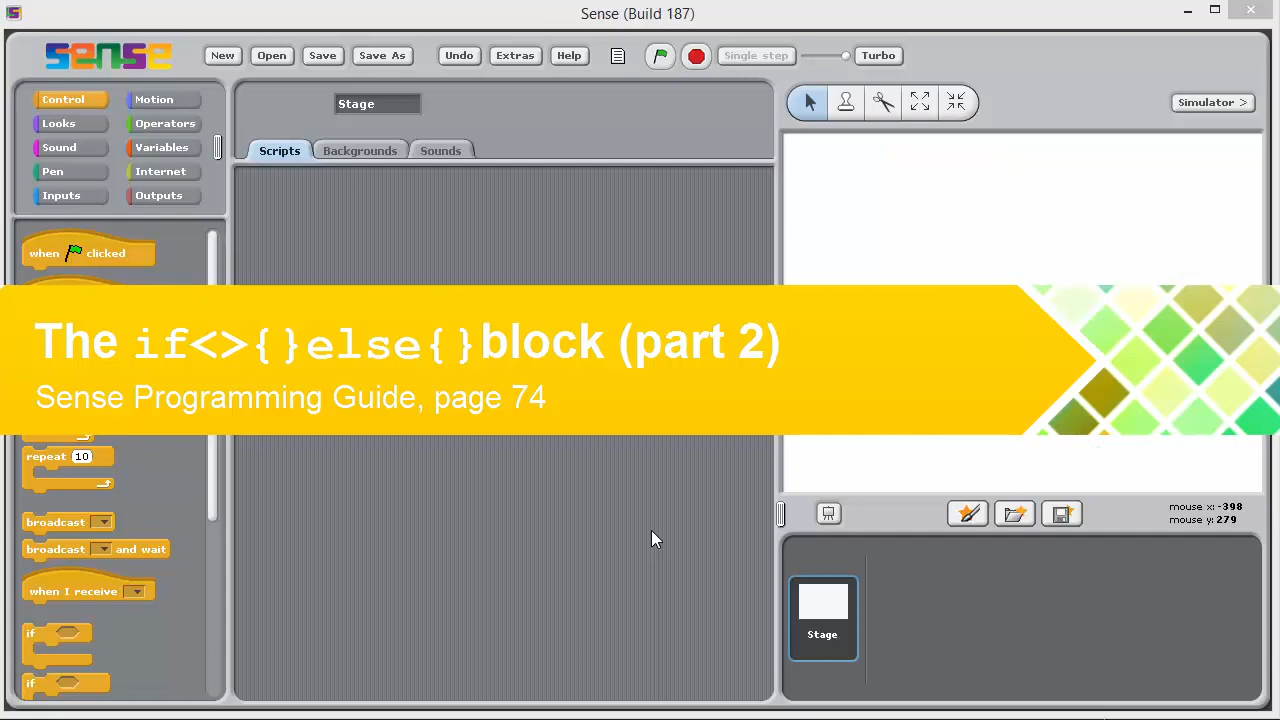 Sense (Build 187)
sense
New Open Save Save As Undo Extras Help Single step Turbo
Control Motion
Looks Operators
Sound Variables
Pen Internet
Inputs Outputs
Stage
Scripts Backgrounds Sounds
Simulator >
when clicked
The if<>{}else{}block (part 2)
Sense Programming Guide, page 74
repeat 10
broadcast
broadcast and wait
when I receive
if
if
mouse x: -398
mouse y: 279
Stage